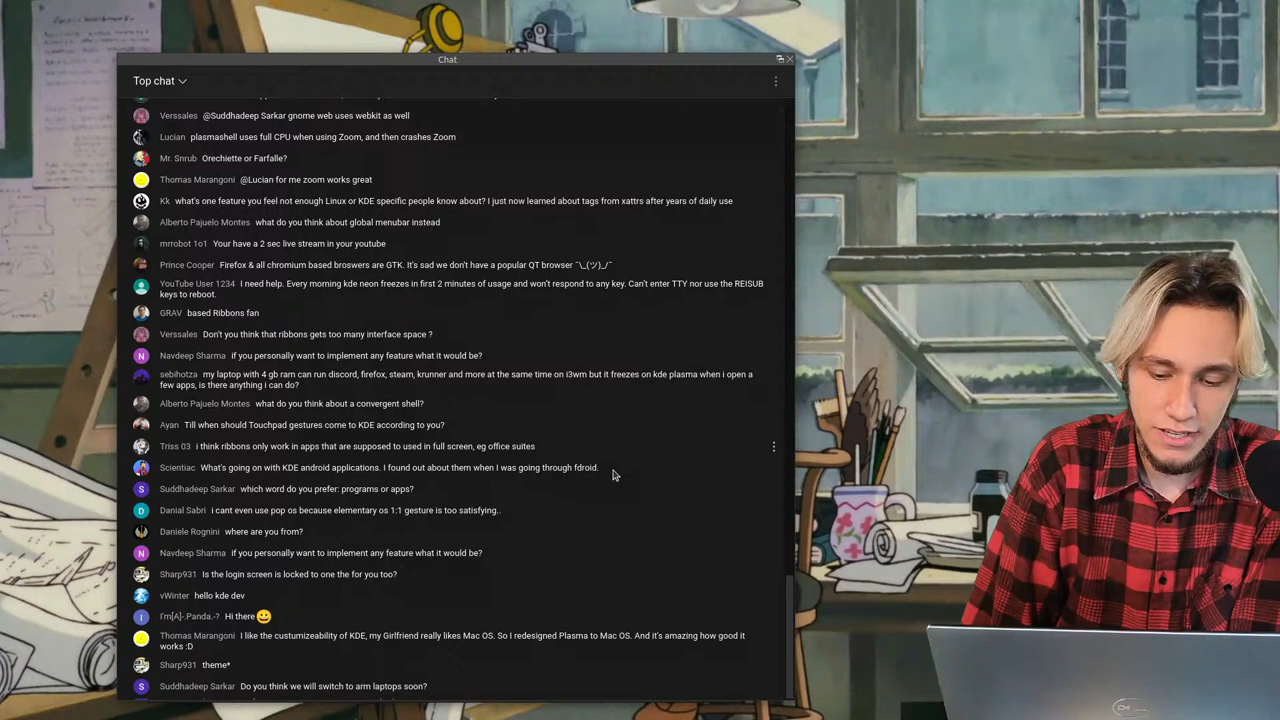 Chat
Top chat
Verssales @Suddhadeep Sarkar gnome web uses webkit as well
Lucian plasmashell uses full CPU when using Zoom, and then crashes Zoom
Mr. Snrub Orechiette or Farfalle?
Thomas Marangoni @Lucian for me zoom works great
Kk what's one feature you feel not enough Linux or KDE specific people know about? I just now learned about tags from xattrs after years of daily use
Alberto Pajuelo Montes what do you think about global menubar instead
mrrobot 1o1 Your have a 2 sec live stream in your youtube
Prince Cooper Firefox & all chromium based broswers are GTK. It's sad we don't have a popular QT browser ¯\_(ツ)_/¯
YouTube User 1234 I need help. Every morning kde neon freezes in first 2 minutes of usage and won't respond to any key. Can't enter TTY nor use the REISUB
keys to reboot.
GRAV based Ribbons fan
Verssales Don't you think that ribbons gets too many interface space ?
N Navdeep Sharma if you personally want to implement any feature what it would be?
sebihotza my laptop with 4 gb ram can run discord, firefox, steam, krunner and more at the same time on i3wm but it freezes on kde plasma when i open a
few apps, is there anything i can do?
Alberto Pajuelo Montes what do you think about a convergent shell?
Ayan Till when should Touchpad gestures come to KDE according to you?
Triss 03 i think ribbons only work in apps that are supposed to used in full screen, eg office suites
Scientiac What's going on with KDE android applications. I found out about them when I was going through fdroid.
S Suddhadeep Sarkar which word do you prefer: programs or apps?
D Danial Sabri i cant even use pop os because elementary os 1:1 gesture is too satisfying..
Daniele Rognini where are you from?
N Navdeep Sharma if you personally want to implement any feature what it would be?
Sharp931 Is the login screen is locked to one the for you too?
vWinter hello kde dev
I I'm[A]-.Panda.-? Hi there😀
Thomas Marangoni I like the custumizeability of KDE, my Girlfriend really likes Mac OS. So I redesigned Plasma to Mac OS. And it's amazing how good it
works :D
Sharp931 theme*
S Suddhadeep Sarkar Do you think we will switch to arm laptops soon?